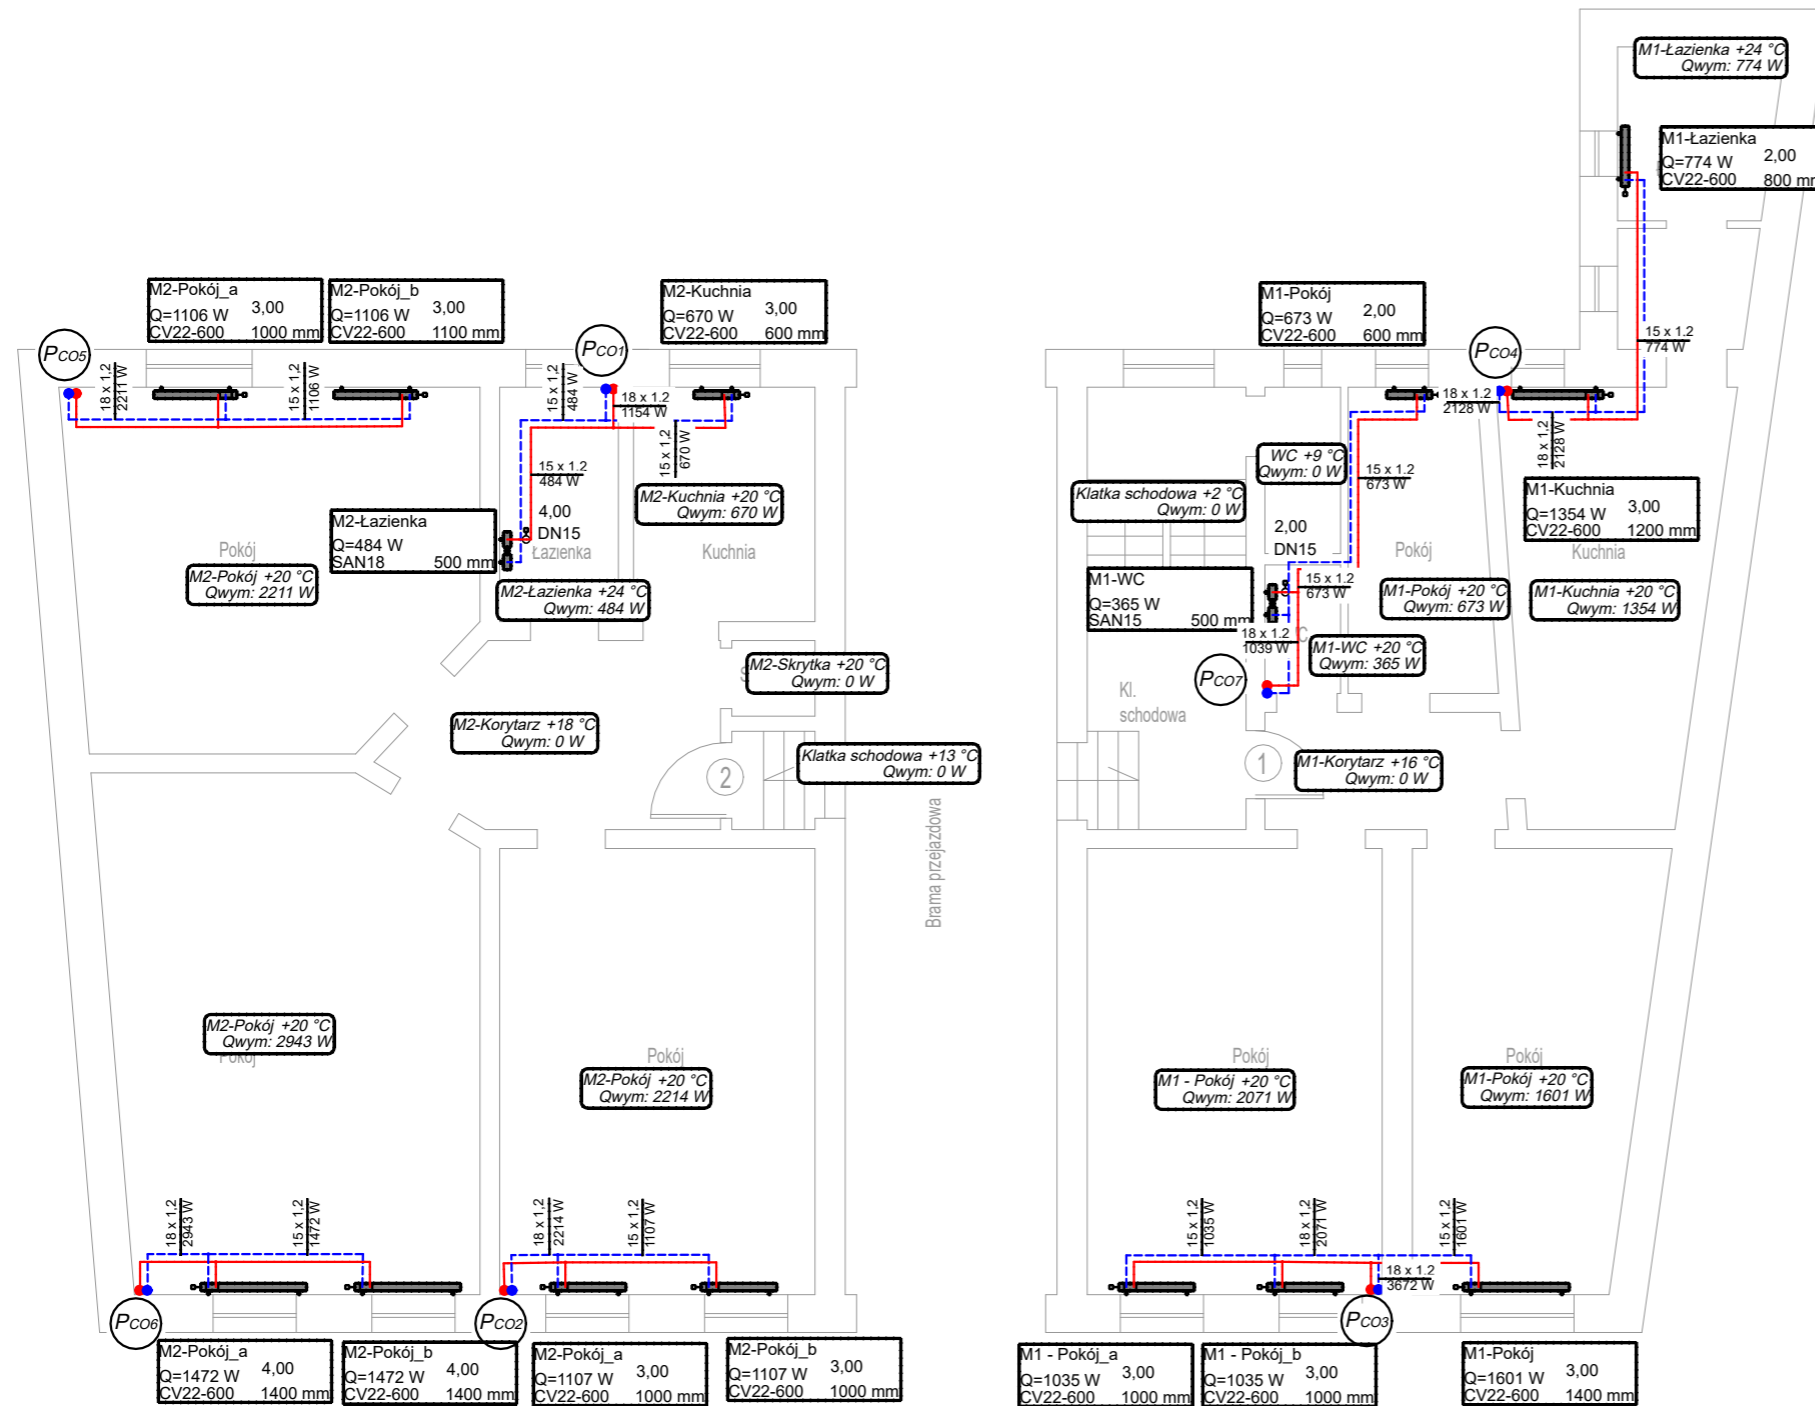 M1-Łazienka +24 °C
Qwym: 774 W
M1-Łazienka
Q=774 W 2,00
CV22-600 800 mm
M2-Pokój_a
Q=1106 W 3,00
CV22-600 1000 mm
M2-Pokój_b
Q=1106 W 3,00
CV22-600 1100 mm
M2-Kuchnia
Q=670 W 3,00
CV22-600 600 mm
M1-Pokój
Q=673 W 2,00
CV22-600 600 mm
PCO5
PCO1
PCO4
15 x 1.2
774 W
18 x 1,2
2211 W
15 x 1,2
1106 W
15 x 1,2
484 W
18 x 1.2
1154 W
15 x 1,2
670 W
18 x 1.2
2128 W
18 x 1,2
2128 W
15 x 1.2
484 W
WC +9 °C
Qwym: 0 W
15 x 1.2
673 W
M2-Kuchnia +20 °C
Qwym: 670 W
Klatka schodowa +2 °C
Qwym: 0 W
M1-Kuchnia
Q=1354 W 3,00
CV22-600 1200 mm
M2-Łazienka
Q=484 W
SAN18 500 mm
4,00
DN15
Łazienka
Kuchnia
Pokój
2,00
DN15
Pokój
Kuchnia
M2-Pokój +20 °C
Qwym: 2211 W
M2-Łazienka +24 °C
Qwym: 484 W
M1-WC
Q=365 W
SAN15 500 mm
15 x 1.2
673 W
M1-Pokój +20 °C
Qwym: 673 W
M1-Kuchnia +20 °C
Qwym: 1354 W
18 x 1.2
1039 W
M1-WC +20 °C
Qwym: 365 W
M2-Skrytka +20 °C
Qwym: 0 W
PCO7
Kl.
schodowa
M2-Korytarz +18 °C
Qwym: 0 W
2
Klatka schodowa +13 °C
Qwym: 0 W
1
M1-Korytarz +16 °C
Qwym: 0 W
Brama przejazdowa
M2-Pokój +20 °C
Qwym: 2943 W
Pokój
Pokój
M2-Pokój +20 °C
Qwym: 2214 W
Pokój
M1 - Pokój +20 °C
Qwym: 2071 W
Pokój
M1-Pokój +20 °C
Qwym: 1601 W
18 x 1,2
2943 W
15 x 1,2
1472 W
18 x 1,2
2214 W
15 x 1,2
1107 W
15 x 1,2
1035 W
18 x 1,2
2071 W
15 x 1,2
1601 W
18 x 1.2
3672 W
PCO6
PCO2
PCO3
M2-Pokój_a
Q=1472 W 4,00
CV22-600 1400 mm
M2-Pokój_b
Q=1472 W 4,00
CV22-600 1400 mm
M2-Pokój_a
Q=1107 W 3,00
CV22-600 1000 mm
M2-Pokój_b
Q=1107 W 3,00
CV22-600 1000 mm
M1 - Pokój_a
Q=1035 W 3,00
CV22-600 1000 mm
M1 - Pokój_b
Q=1035 W 3,00
CV22-600 1000 mm
M1-Pokój
Q=1601 W 3,00
CV22-600 1400 mm